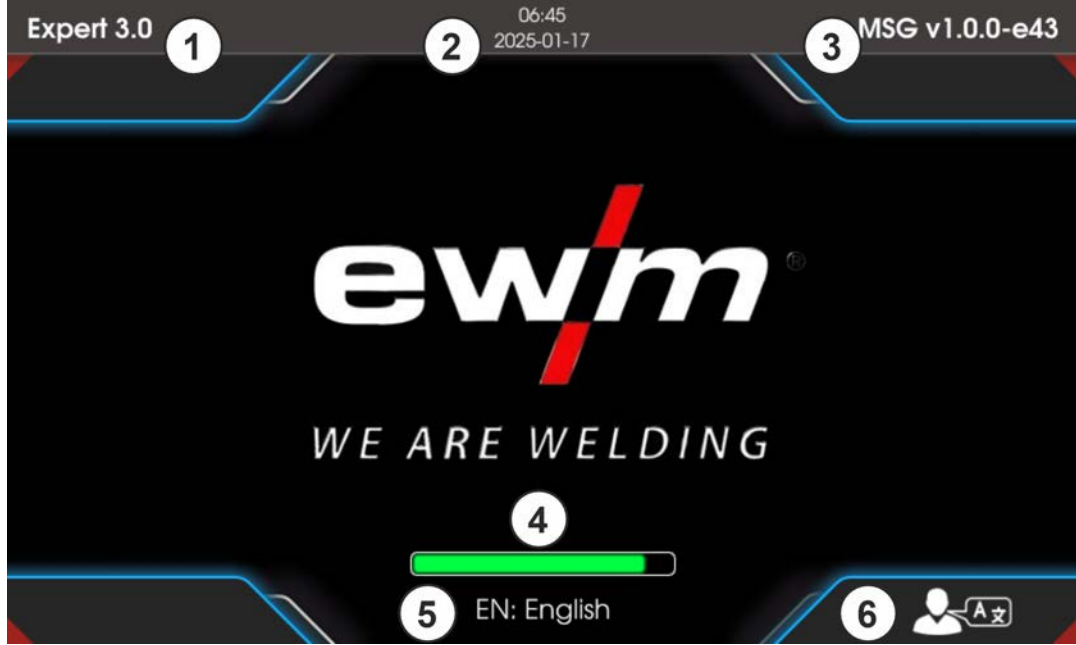 Expert 3.0
1
2
06:45
2025-01-17
3
MSG v1.0.0-e43
ewm®
WE ARE WELDING
4
5
EN: English
6
A 文